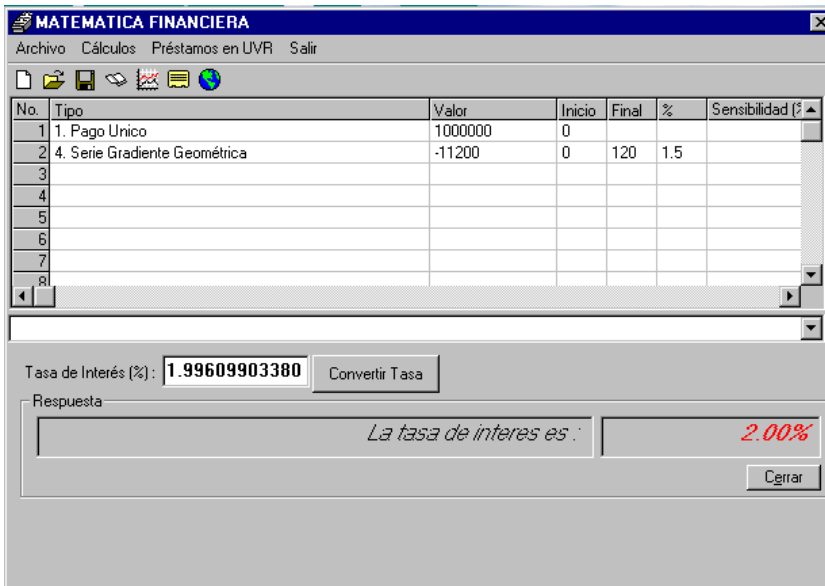 MATEMATICA FINANCIERA
Archivo Cálculos Préstamos en UVR Salir
No. Tipo Valor Inicio Final % Sensibilidad (%
1 1. Pago Unico 1000000 0
2 4. Serie Gradiente Geométrica -11200 0 120 1.5
3
4
5
6
7
8
Tasa de Interés (%) : 1.99609903380 Convertir Tasa
Respuesta
La tasa de interes es : 2.00%
Cerrar